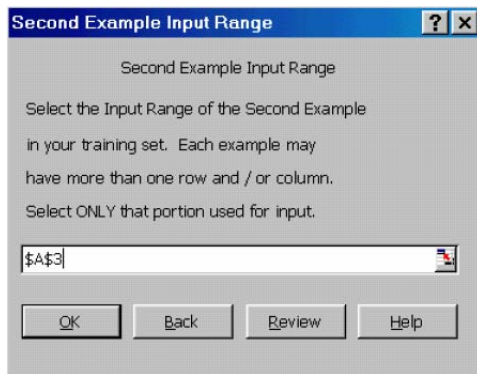 Second Example Input Range
Second Example Input Range
Select the Input Range of the Second Example
in your training set. Each example may
have more than one row and / or column.
Select ONLY that portion used for input.
$A$3
OK Back Review Help